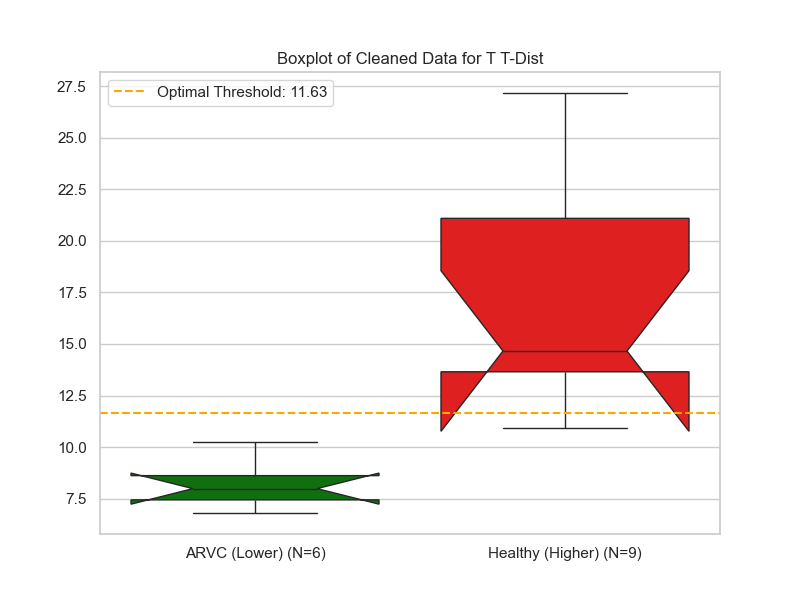 Boxplot of Cleaned Data for T T-Dist
Optimal Threshold: 11.63
27.5
25.0
22.5
20.0
17.5
15.0
12.5
10.0
7.5
ARVC (Lower) (N=6)
Healthy (Higher) (N=9)